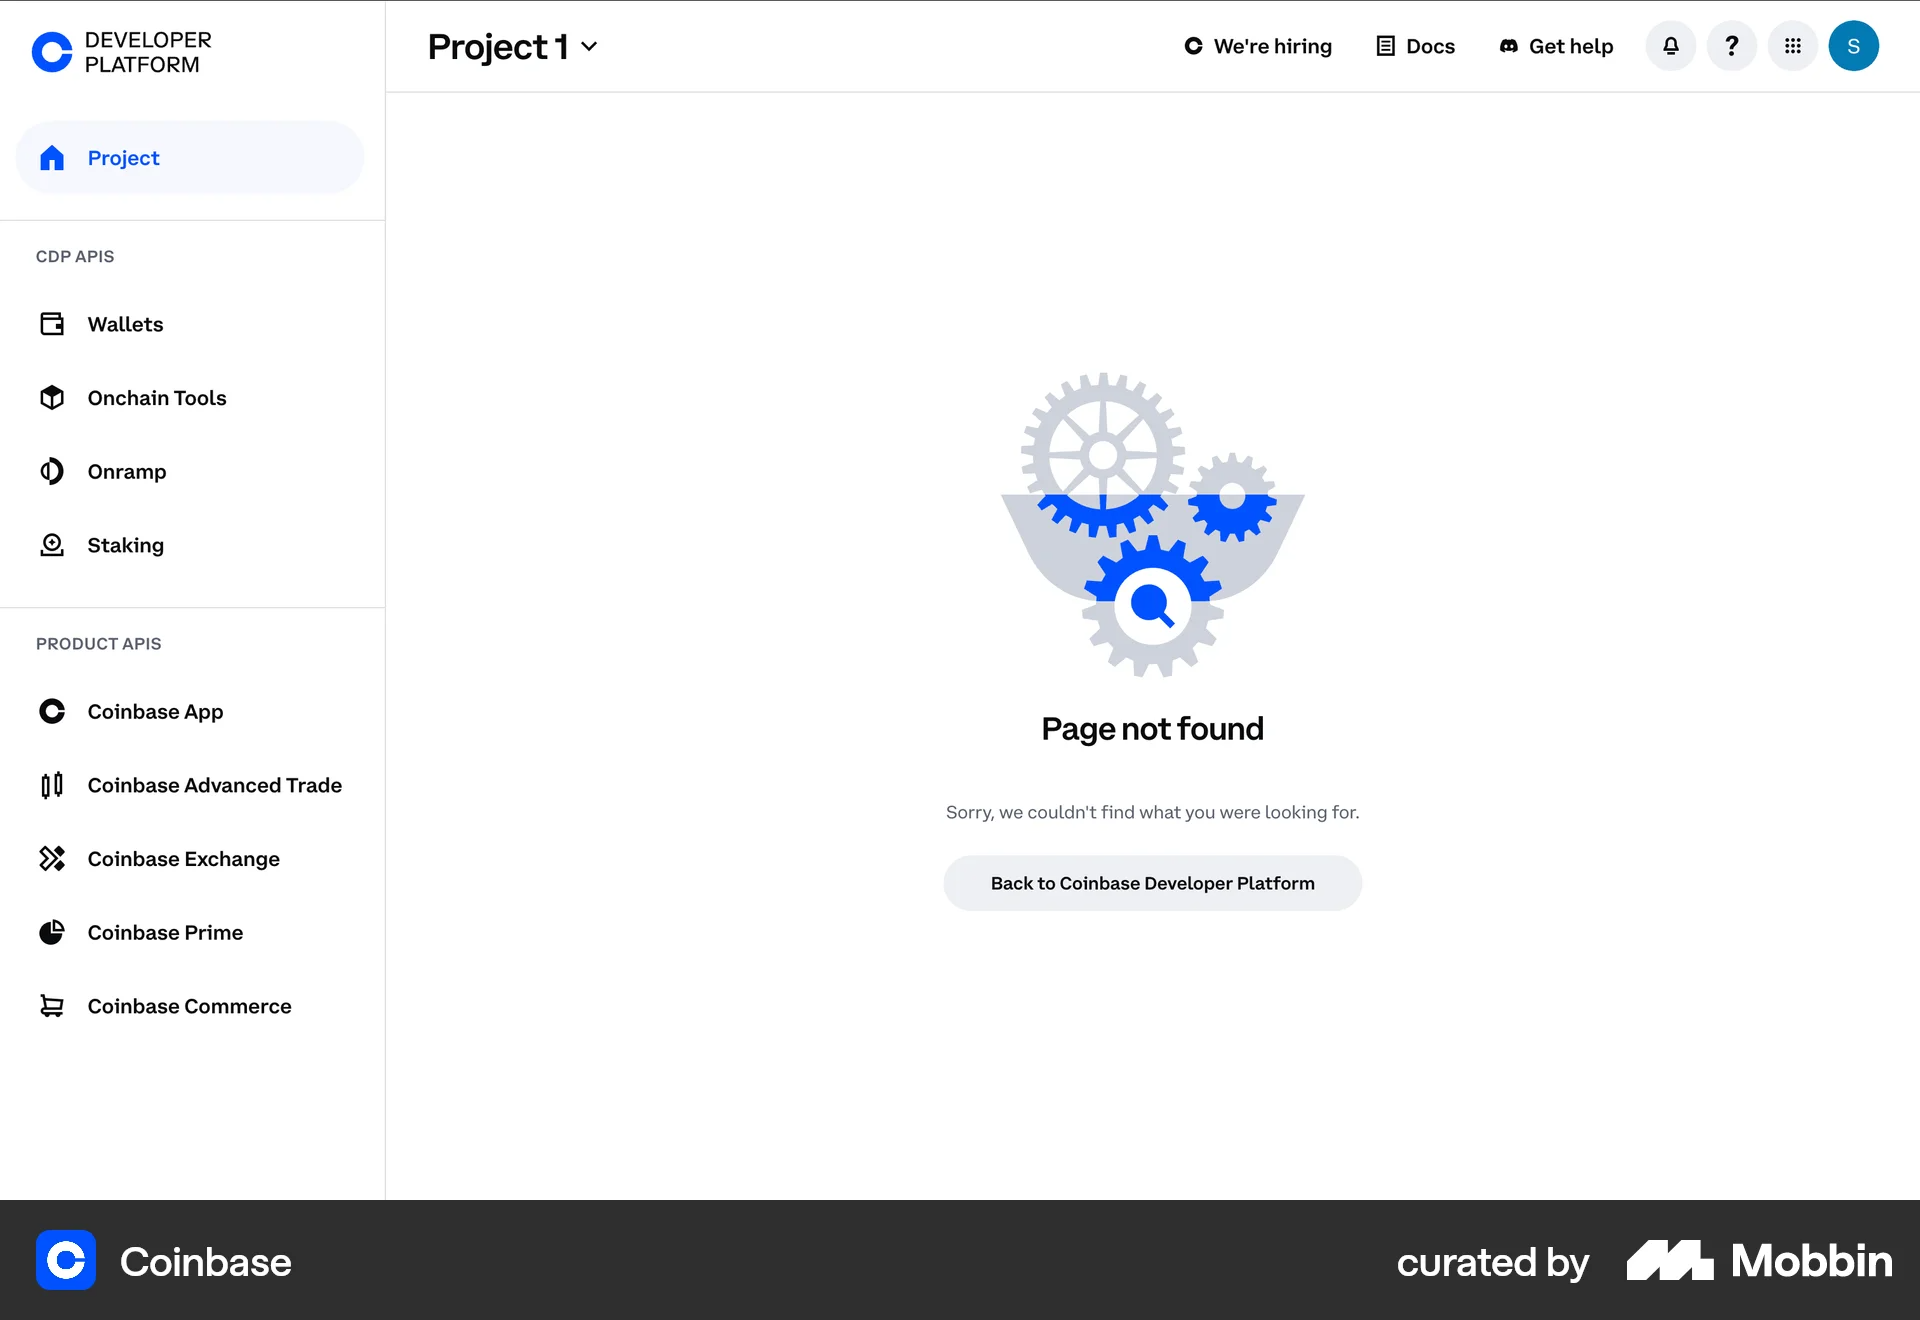 DEVELOPER
PLATFORM
Project 1
We're hiring
Docs
Get help
?
S
Project
CDP APIS
Wallets
Onchain Tools
Onramp
Staking
PRODUCT APIS
Coinbase App
Coinbase Advanced Trade
Coinbase Exchange
Coinbase Prime
Coinbase Commerce
Page not found
Sorry, we couldn't find what you were looking for.
Back to Coinbase Developer Platform
Coinbase
curated by Mobbin